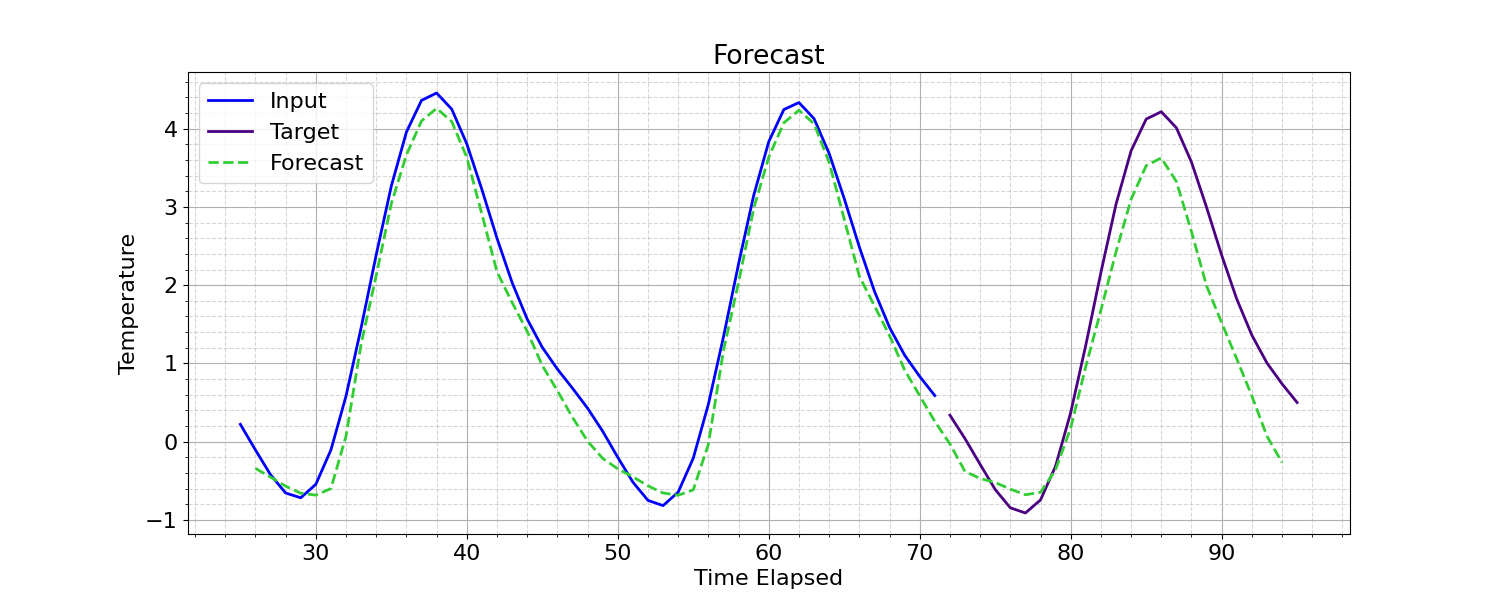 Forecast
Input
Target
Forecast
Temperature
4
3
2
1
0
−1
30 40 50 60 70 80 90
Time Elapsed